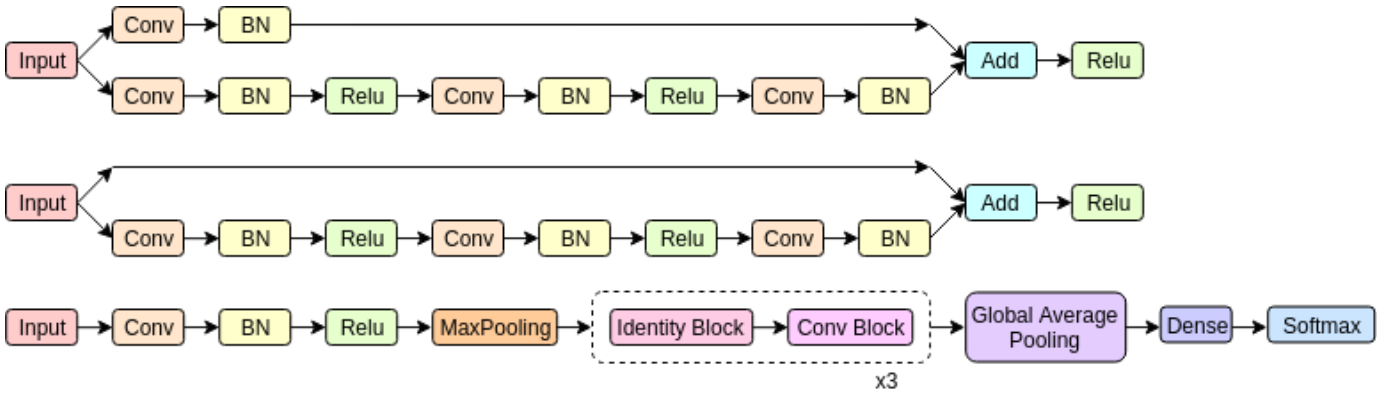 Conv BN
Input Add Relu
Conv BN Relu Conv BN Relu Conv BN
Input Add Relu
Conv BN Relu Conv BN Relu Conv BN
Input Conv BN Relu MaxPooling Identity Block Conv Block Global Average Pooling Dense Softmax
x3